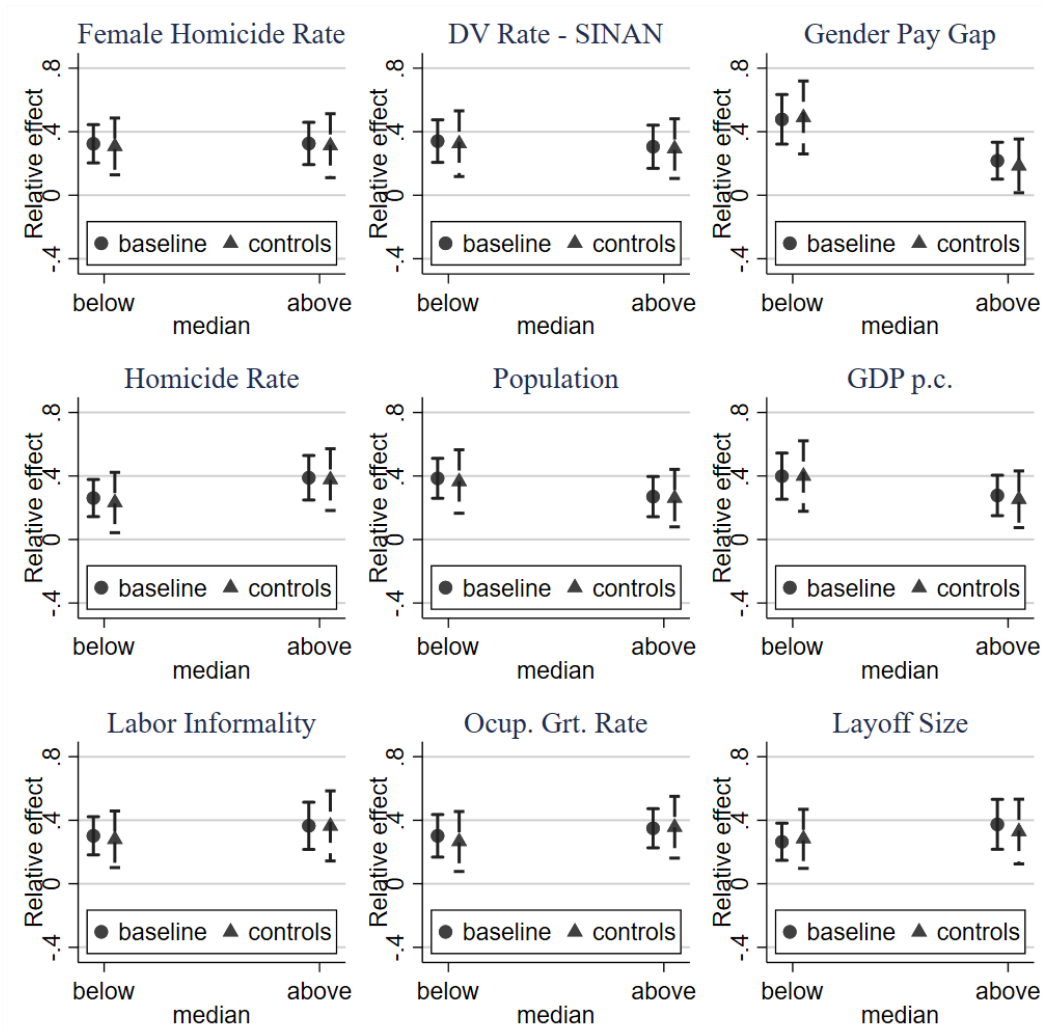 Female Homicide Rate
Relative effect
.8
.4
0
-.4
baseline controls
below above
median
DV Rate - SINAN
Relative effect
.8
.4
0
-.4
baseline controls
below above
median
Gender Pay Gap
Relative effect
.8
.4
0
-.4
baseline controls
below above
median
Homicide Rate
Relative effect
.8
.4
0
-.4
baseline controls
below above
median
Population
Relative effect
.8
.4
0
-.4
baseline controls
below above
median
GDP p.c.
Relative effect
.8
.4
0
-.4
baseline controls
below above
median
Labor Informality
Relative effect
.8
.4
0
-.4
baseline controls
below above
median
Ocup. Grt. Rate
Relative effect
.8
.4
0
-.4
baseline controls
below above
median
Layoff Size
Relative effect
.8
.4
0
-.4
baseline controls
below above
median